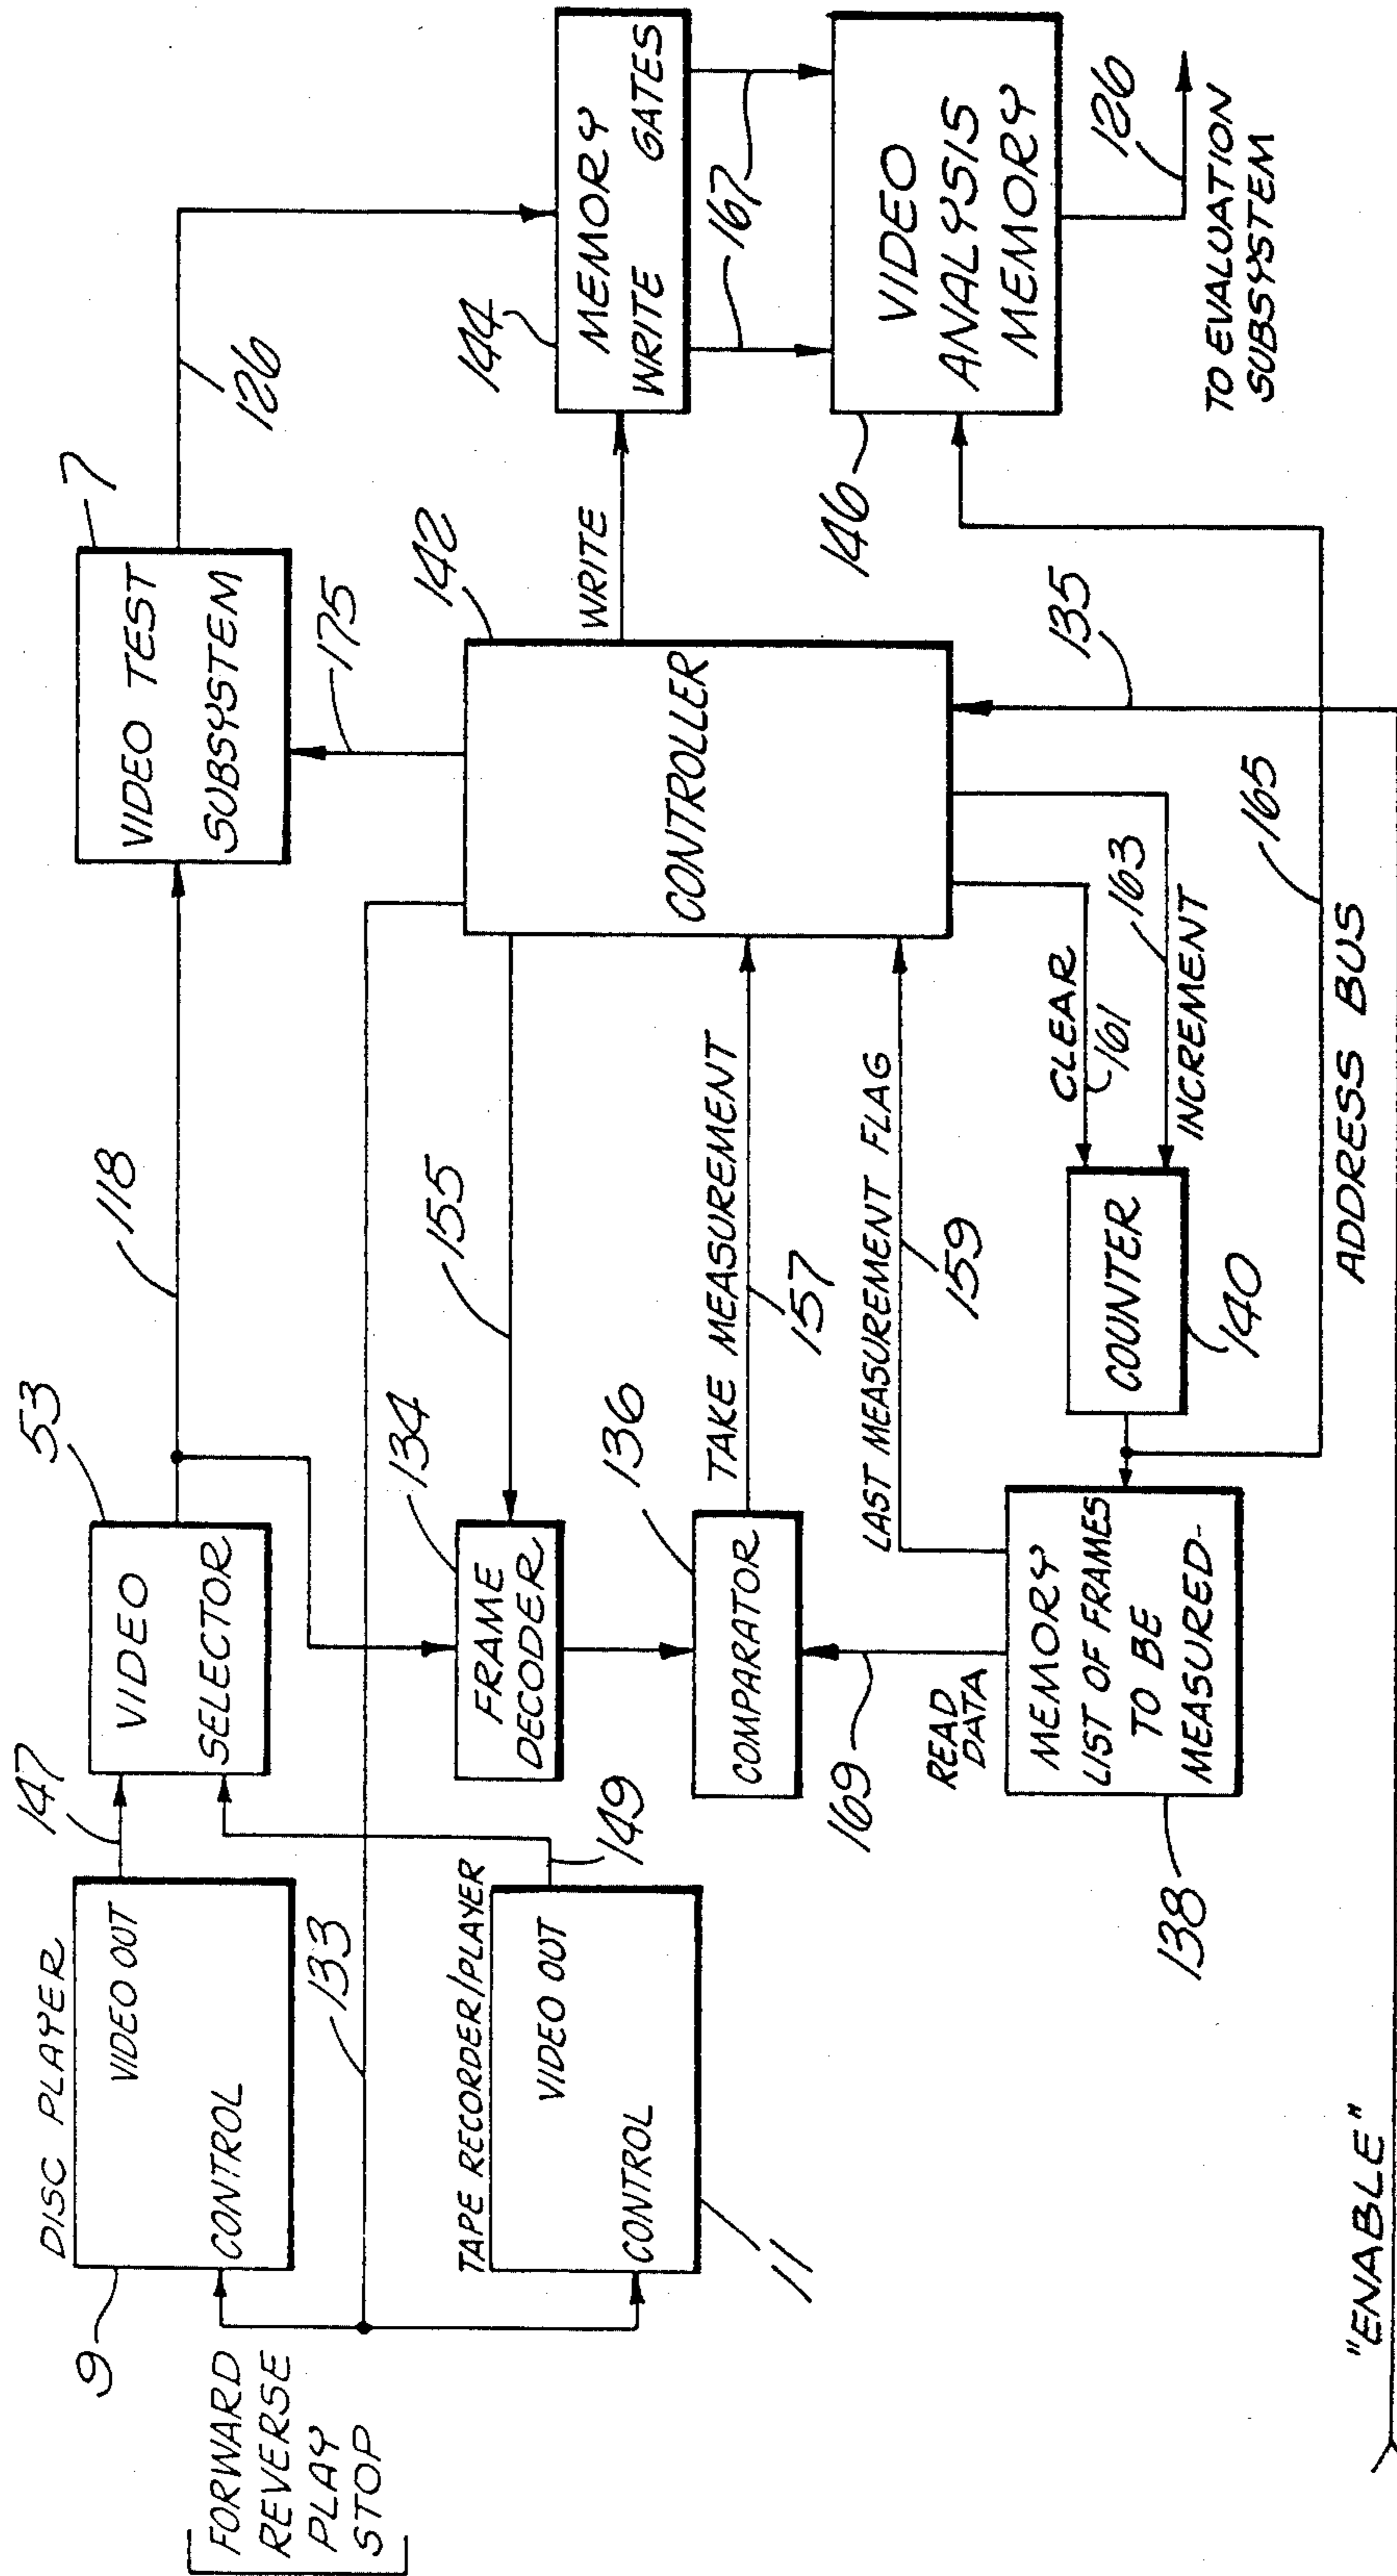 FORWARD
REVERSE
PLAY
STOP
DISC PLAYER
9
VIDEO OUT
CONTROL
147
133
TAPE RECORDER/PLAYER
VIDEO OUT
CONTROL
11
149
VIDEO
SELECTOR
53
118
VIDEO TEST
SUBSYSTEM
7
126
175
FRAME
DECODER
134
155
COMPARATOR
136
TAKE MEASUREMENT
157
169
READ
DATA
MEMORY
LIST OF FRAMES
TO BE
MEASURED-
138
LAST MEASUREMENT FLAG
159
CONTROLLER
142
CLEAR
161
163
INCREMENT
COUNTER
140
WRITE
MEMORY
WRITE GATES
144
167
VIDEO
ANALYSIS
MEMORY
146
126
TO EVALUATION
SUBSYSTEM
135
165
ADDRESS BUS
"ENABLE"